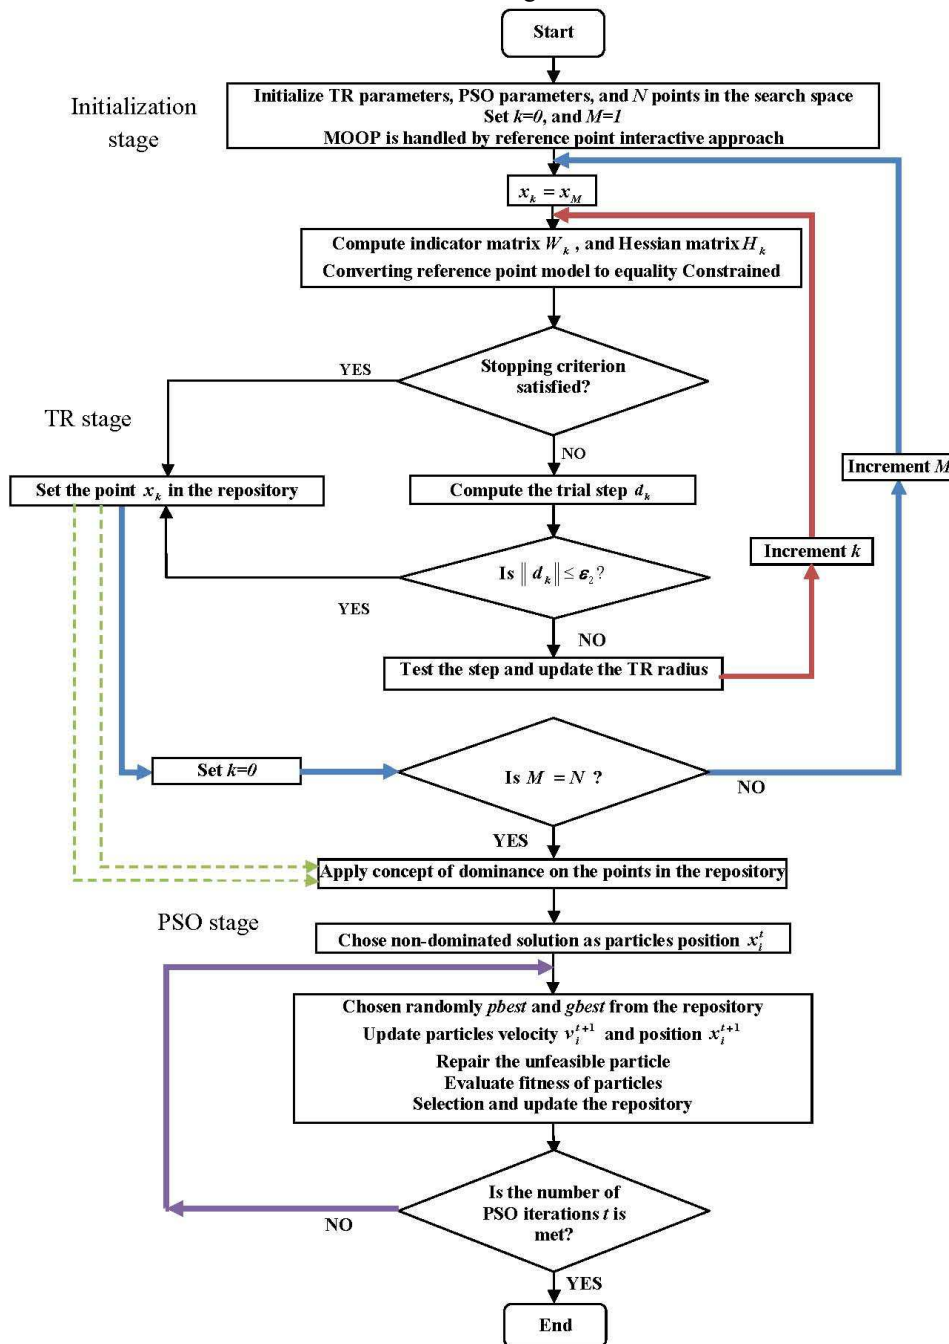 Start
Initialization
stage
Initialize TR parameters, PSO parameters, and N points in the search space
Set k=0, and M=1
MOOP is handled by reference point interactive approach
x_k = x_M
Compute indicator matrix W_k , and Hessian matrix H_k
Converting reference point model to equality Constrained
Stopping criterion
satisfied?
YES
NO
TR stage
Set the point x_k in the repository
Compute the trial step d_k
Increment M
Increment k
Is ‖ d_k ‖ ≤ ε_2 ?
YES
NO
Test the step and update the TR radius
Set k=0
Is M = N ?
NO
YES
Apply concept of dominance on the points in the repository
PSO stage
Chose non-dominated solution as particles position x_i^t
Chosen randomly pbest and gbest from the repository
Update particles velocity v_i^{t+1} and position x_i^{t+1}
Repair the unfeasible particle
Evaluate fitness of particles
Selection and update the repository
Is the number of
PSO iterations t is
met?
NO
YES
End